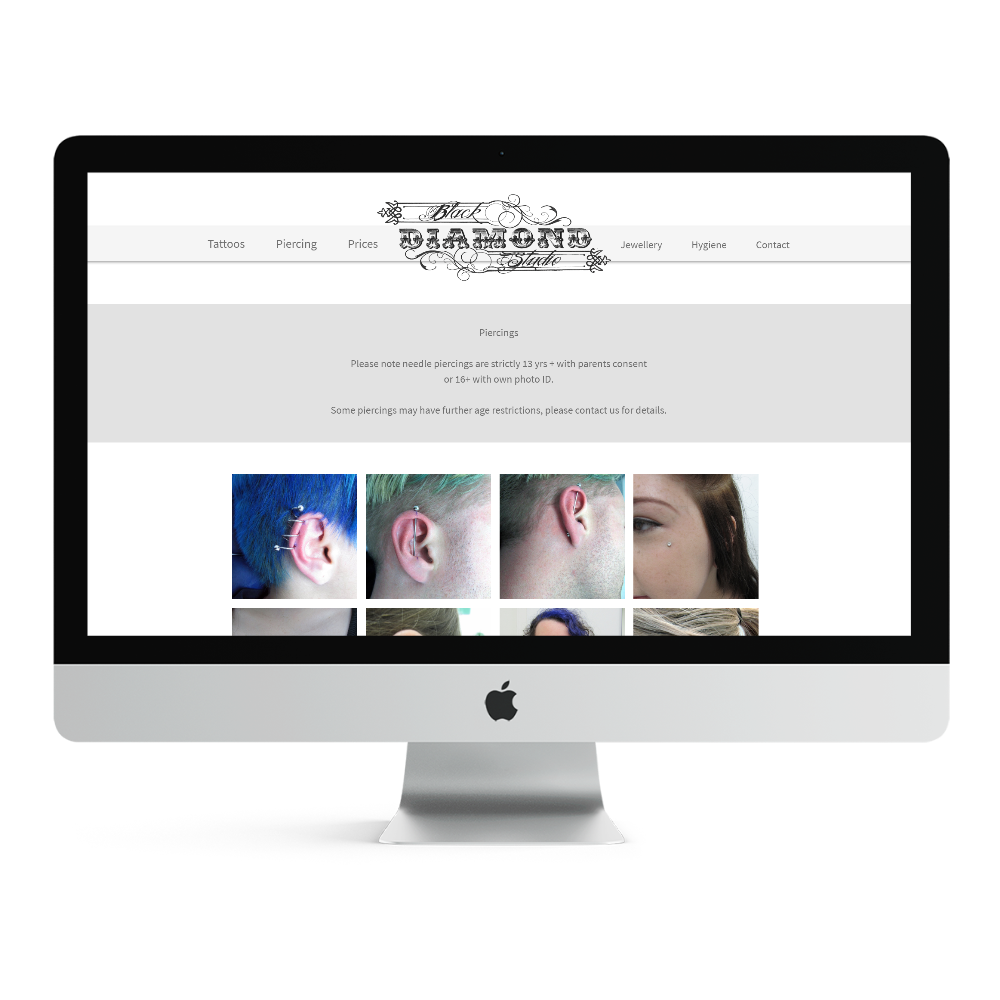 Tattoos Piercing Prices
Black
DIAMOND
Studio
Jewellery Hygiene Contact
Piercings
Please note needle piercings are strictly 13 yrs + with parents consent
or 16+ with own photo ID.
Some piercings may have further age restrictions, please contact us for details.